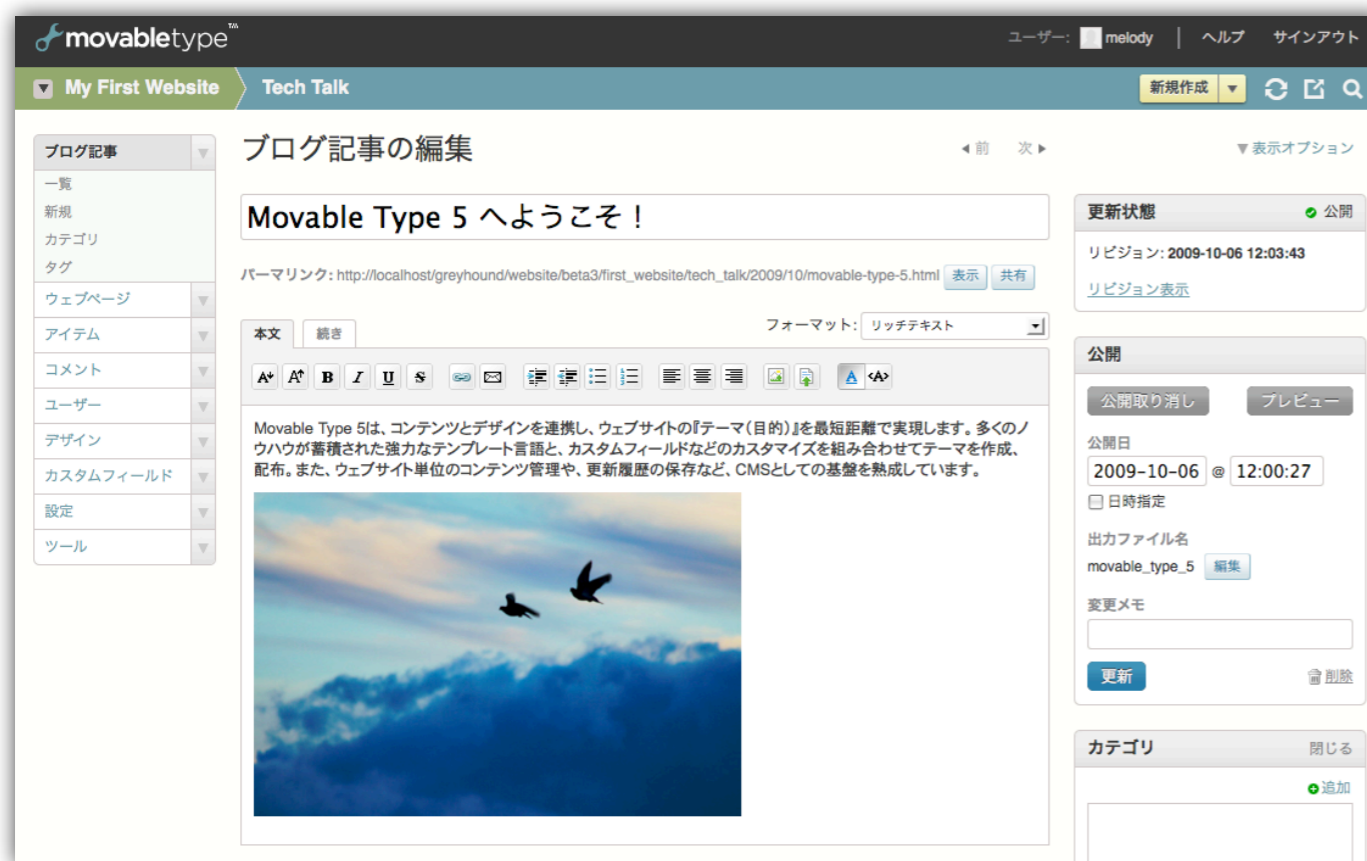 movabletype™
ユーザー: melody | ヘルプ サインアウト
My First Website Tech Talk 新規作成
ブログ記事
一覧
新規
カテゴリ
タグ
ウェブページ
アイテム
コメント
ユーザー
デザイン
カスタムフィールド
設定
ツール
ブログ記事の編集
前 次
表示オプション
Movable Type 5 へようこそ!
パーマリンク: http://localhost/greyhound/website/beta3/first_website/tech_talk/2009/10/movable-type-5.html 表示 共有
本文 続き フォーマット: リッチテキスト
A A B I U S A <A>
Movable Type 5は、コンテンツとデザインを連携し、ウェブサイトの『テーマ(目的)』を最短距離で実現します。多くのノ
ウハウが蓄積された強力なテンプレート言語と、カスタムフィールドなどのカスタマイズを組み合わせてテーマを作成、
配布。また、ウェブサイト単位のコンテンツ管理や、更新履歴の保存など、CMSとしての基盤を熟成しています。
更新状態 公開
リビジョン: 2009-10-06 12:03:43
リビジョン表示
公開
公開取り消し プレビュー
公開日
2009-10-06 @ 12:00:27
日時指定
出力ファイル名
movable_type_5 編集
変更メモ
更新 削除
カテゴリ 閉じる
追加